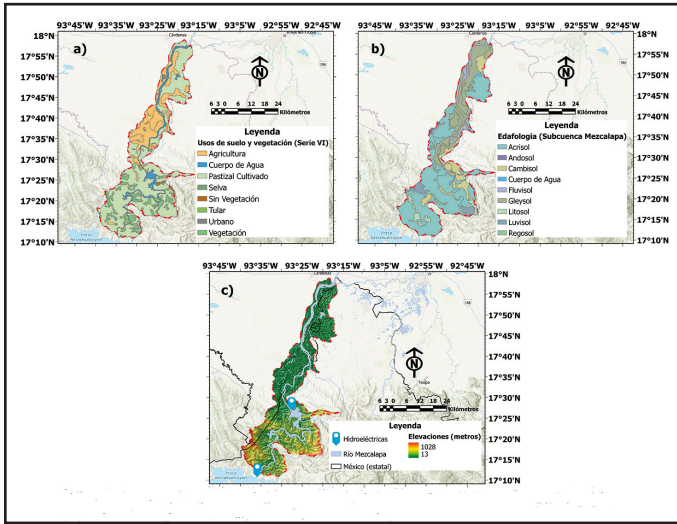 93°45'W 93°35'W 93°25'W 93°15'W 93°5'W 92°55'W 92°45'W
93°45'W 93°35'W 93°25'W 93°15'W 93°5'W 92°55'W 92°45'W
18°N
17°55'N
17°50'N
17°45'N
17°40'N
17°35'N
17°30'N
17°25'N
17°20'N
17°15'N
17°10'N
a)
Cárdenas
N
6 3 0 6 12 18 24
Kilómetros
Leyenda
Usos de suelo y vegetación (Serie VI)
Agricultura
Cuerpo de Agua
Pastizal Cultivado
Selva
Sin Vegetación
Tular
Urbano
Vegetación
Presa
Netzahualcóyotl
b)
Cárdenas
186
N
6 3 0 6 12 18 24
Kilómetros
Leyenda
Edafología (Subcuenca Mezcalapa)
Acrisol
Andosol
Cambisol
Cuerpo de Agua
Fluvisol
Gleysol
Litosol
Luvisol
Regosol
Presa
Netzahualcóyotl
18°N
17°55'N
17°50'N
17°45'N
17°40'N
17°35'N
17°30'N
17°25'N
17°20'N
17°15'N
17°10'N
93°45'W 93°35'W 93°25'W 93°15'W 93°5'W 92°55'W 92°45'W
c)
Cárdenas
186
Teapa
N
6 3 0 6 12 18 24
Kilómetros
Leyenda
Hidroeléctricas
Río Mezcalapa
México (estatal)
Elevaciones (metros)
1028
13
Presa
Netzahualcóyotl
18°N
17°55'N
17°50'N
17°45'N
17°40'N
17°35'N
17°30'N
17°25'N
17°20'N
17°15'N
17°10'N